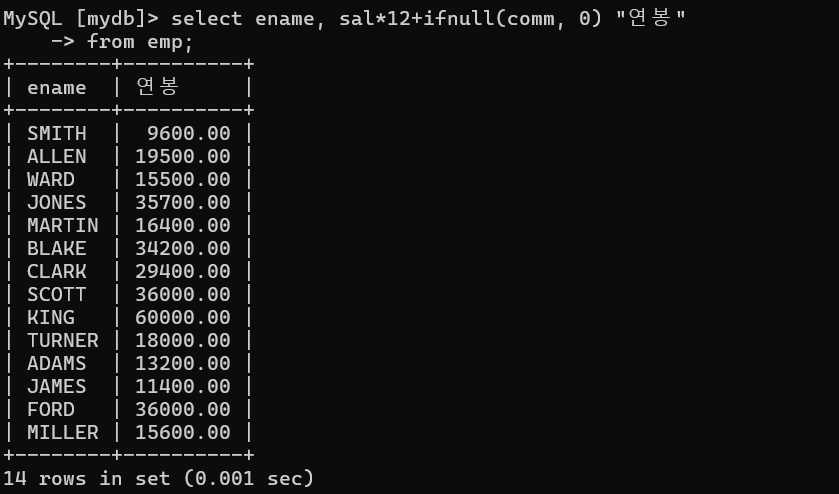 MySQL [mydb]> select ename, sal*12+ifnull(comm, 0) "연봉"
    -> from emp;
+--------+----------+
| ename  | 연봉     |
+--------+----------+
| SMITH  |  9600.00 |
| ALLEN  | 19500.00 |
| WARD   | 15500.00 |
| JONES  | 35700.00 |
| MARTIN | 16400.00 |
| BLAKE  | 34200.00 |
| CLARK  | 29400.00 |
| SCOTT  | 36000.00 |
| KING   | 60000.00 |
| TURNER | 18000.00 |
| ADAMS  | 13200.00 |
| JAMES  | 11400.00 |
| FORD   | 36000.00 |
| MILLER | 15600.00 |
+--------+----------+
14 rows in set (0.001 sec)